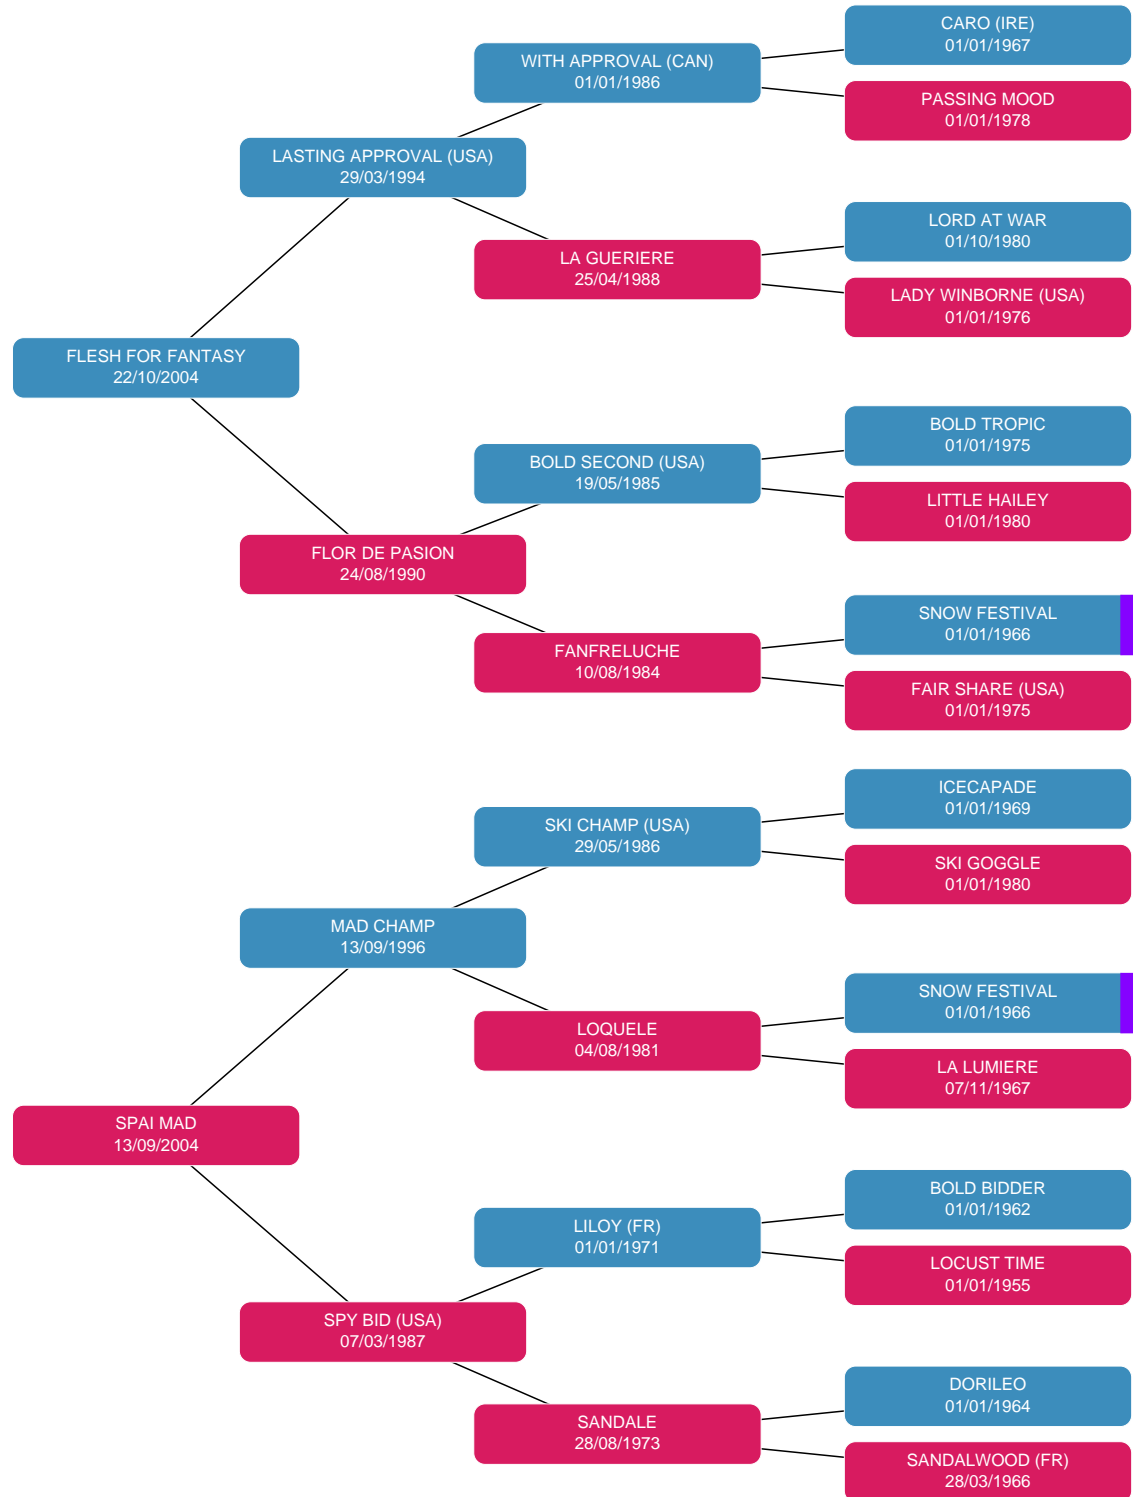 CARO (IRE)
01/01/1967
WITH APPROVAL (CAN)
01/01/1986
PASSING MOOD
01/01/1978
LASTING APPROVAL (USA)
29/03/1994
LORD AT WAR
01/10/1980
LA GUERIERE
25/04/1988
LADY WINBORNE (USA)
01/01/1976
FLESH FOR FANTASY
22/10/2004
BOLD TROPIC
01/01/1975
BOLD SECOND (USA)
19/05/1985
LITTLE HAILEY
01/01/1980
FLOR DE PASION
24/08/1990
SNOW FESTIVAL
01/01/1966
FANFRELUCHE
10/08/1984
FAIR SHARE (USA)
01/01/1975
ICECAPADE
01/01/1969
SKI CHAMP (USA)
29/05/1986
SKI GOGGLE
01/01/1980
MAD CHAMP
13/09/1996
SNOW FESTIVAL
01/01/1966
LOQUELE
04/08/1981
LA LUMIERE
07/11/1967
SPAI MAD
13/09/2004
BOLD BIDDER
01/01/1962
LILOY (FR)
01/01/1971
LOCUST TIME
01/01/1955
SPY BID (USA)
07/03/1987
DORILEO
01/01/1964
SANDALE
28/08/1973
SANDALWOOD (FR)
28/03/1966